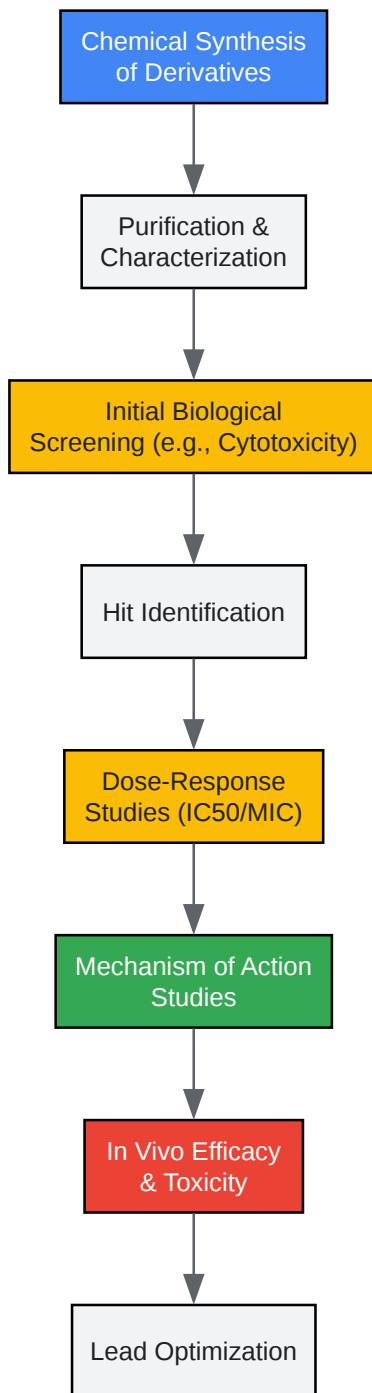 Chemical Synthesis
of Derivatives
Purification &
Characterization
Initial Biological
Screening (e.g., Cytotoxicity)
Hit Identification
Dose-Response
Studies (IC50/MIC)
Mechanism of Action
Studies
In Vivo Efficacy
& Toxicity
Lead Optimization